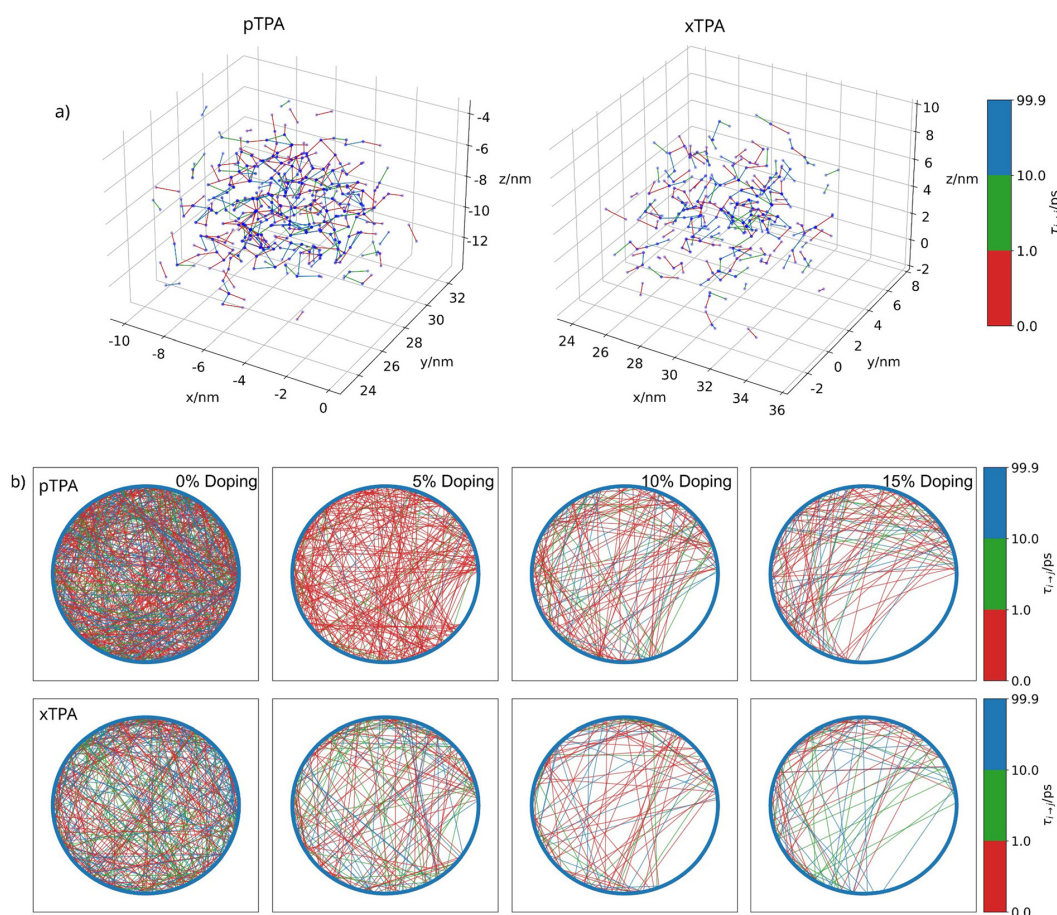 pTPA
xTPA
a)
-4
-6
-8
-10
-12
z/nm
32
30
28
26
24
y/nm
-10
-8
-6
-4
-2
0
x/nm
10
8
6
4
2
0
-2
z/nm
8
6
4
2
0
-2
y/nm
24
26
28
30
32
34
36
x/nm
99.9
10.0
1.0
0.0
b)
pTPA
0% Doping
5% Doping
10% Doping
15% Doping
99.9
10.0
1.0
0.0
τi→j/ps
xTPA
99.9
10.0
1.0
0.0
τi→j/ps